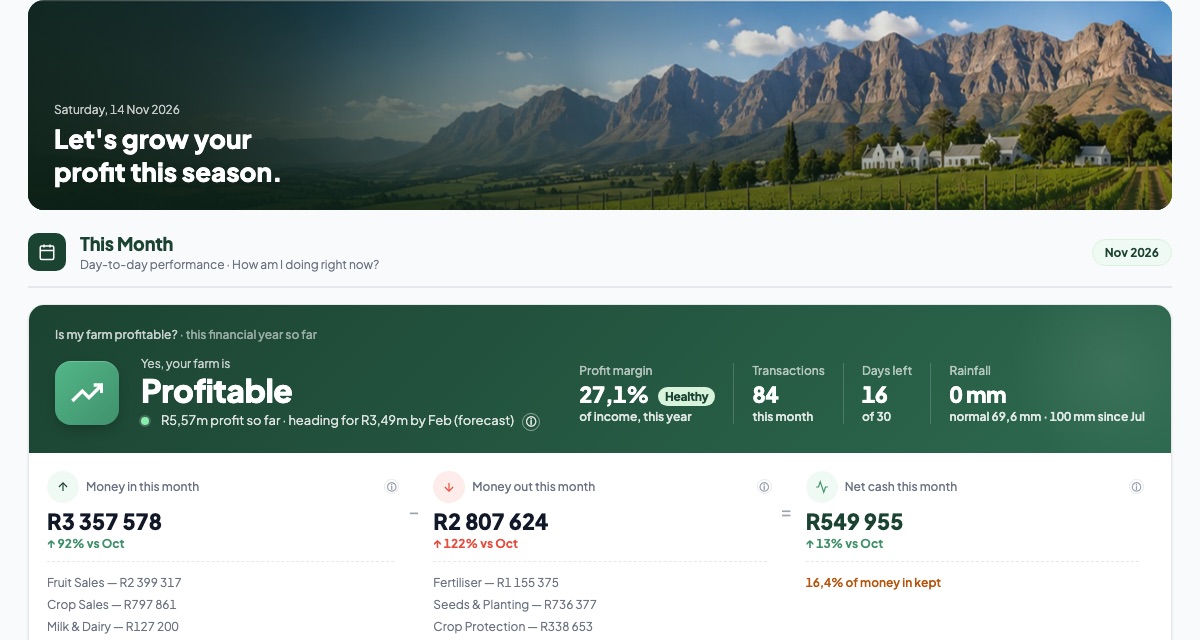 Saturday, 14 Nov 2026
Let's grow your
profit this season.
This Month
Day-to-day performance · How am I doing right now?
Nov 2026
Is my farm profitable? · this financial year so far
Yes, your farm is
Profitable
R5,57m profit so far · heading for R3,49m by Feb (forecast)
Profit margin
27,1% Healthy
of income, this year
Transactions
84
this month
Days left
16
of 30
Rainfall
0 mm
normal 69,6 mm · 100 mm since Jul
Money in this month
R3 357 578
↑ 92% vs Oct
Fruit Sales — R2 399 317
Crop Sales — R797 861
Milk & Dairy — R127 200
–
Money out this month
R2 807 624
↑ 122% vs Oct
Fertiliser — R1 155 375
Seeds & Planting — R736 377
Crop Protection — R338 653
=
Net cash this month
R549 955
↑ 13% vs Oct
16,4% of money in kept